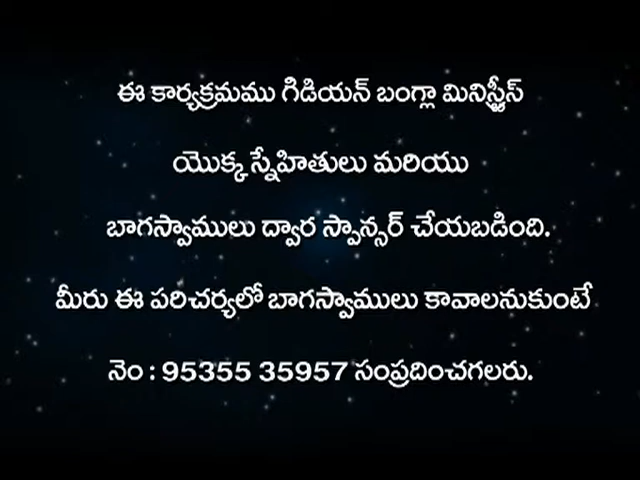 ఈ కార్యక్రమము గిడియన్ బంగ్లా మినిస్ట్రీస్
యొక్క స్నేహితులు మరియు
బాగస్వాములు ద్వార స్పాన్సర్ చేయబడింది.
మీరు ఈ పరిచర్యలో బాగస్వాములు కావాలనుకుంటే
నెం : 95355 35957 సంప్రదించగలరు.